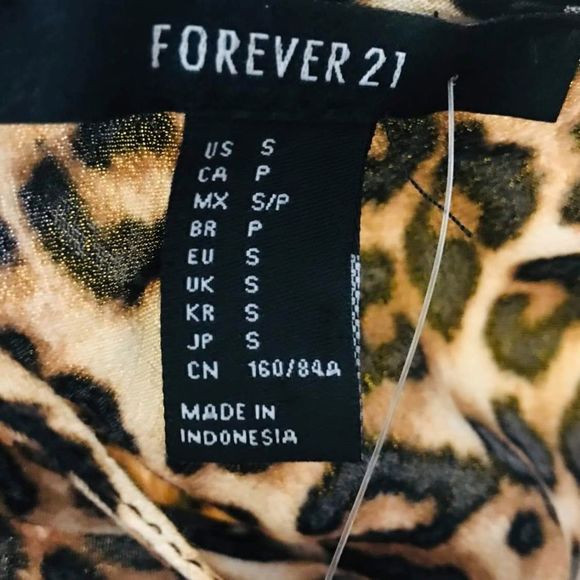 FOREVER 21
US S
CA P
MX S/P
BR P
EU S
UK S
KR S
JP S
CN 160/84A
MADE IN
INDONESIA